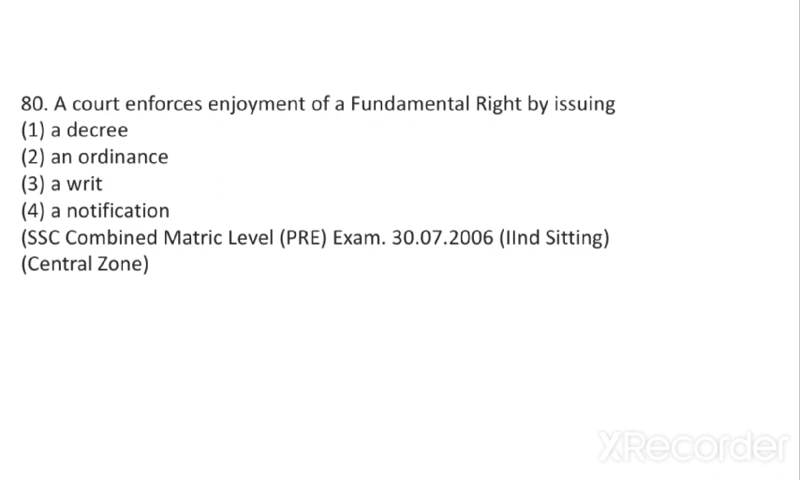 80. A court enforces enjoyment of a Fundamental Right by issuing
(1) a decree
(2) an ordinance
(3) a writ
(4) a notification
(SSC Combined Matric Level (PRE) Exam. 30.07.2006 (IInd Sitting)
(Central Zone)
XRecorder